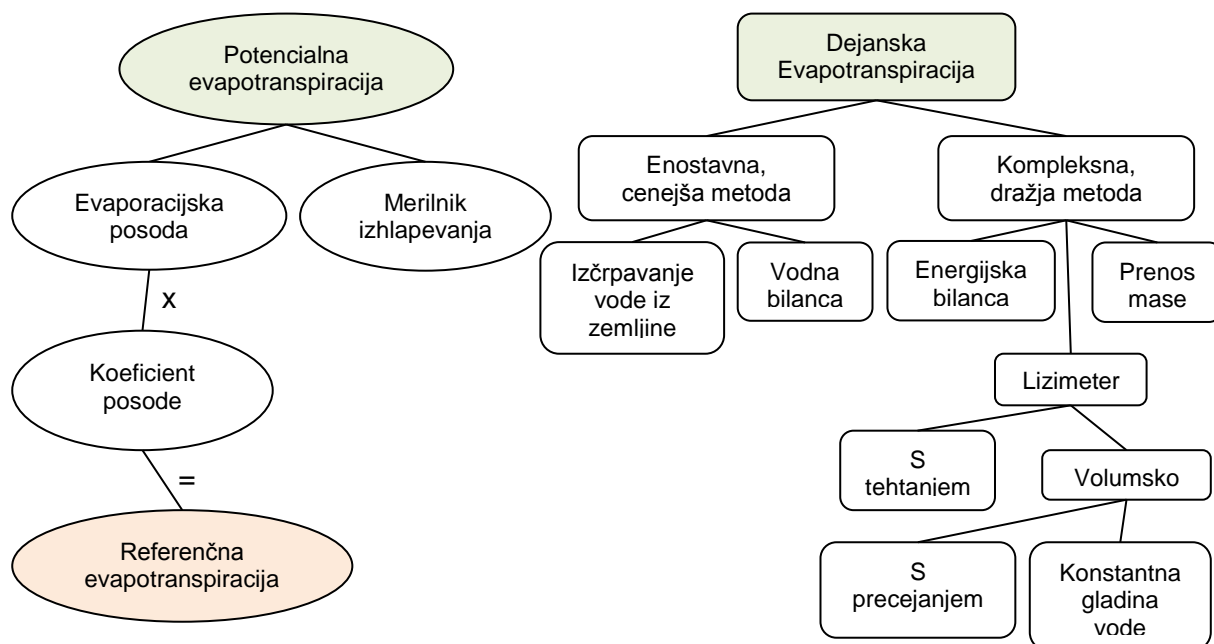 Potencialna
evapotranspiracija
Evaporacijska
posoda
Merilnik
izhlapevanja
x
Koeficient
posode
=
Referenčna
evapotranspiracija
Dejanska
Evapotranspiracija
Enostavna,
cenejša metoda
Kompleksna,
dražja metoda
Izčrpavanje
vode iz
zemljine
Vodna
bilanca
Energijska
bilanca
Prenos
mase
Lizimeter
S
tehtanjem
Volumsko
S
precejanjem
Konstantna
gladina
vode